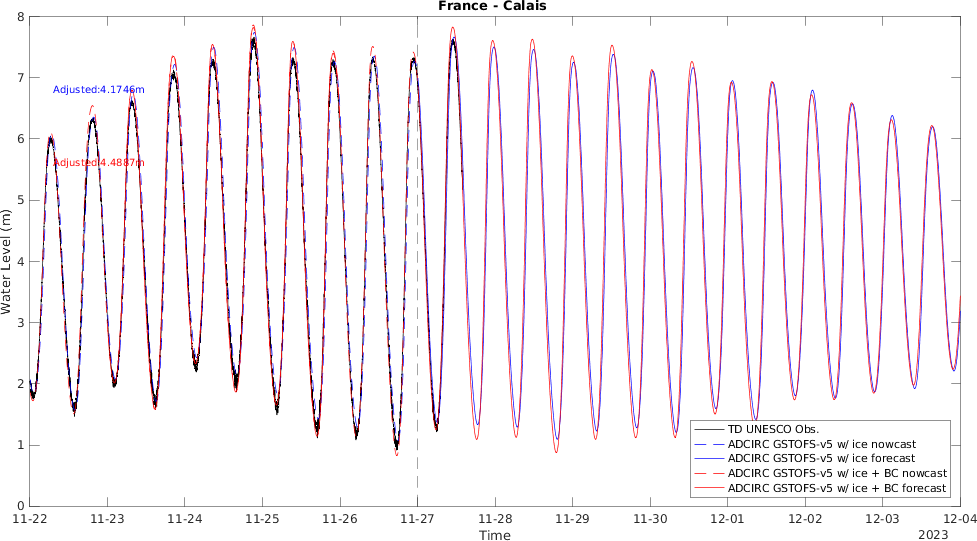 France - Calais
Water Level (m)
8
7
6
5
4
3
2
1
0
Adjusted:4.1746m
Adjusted:4.4887m
TD UNESCO Obs.
ADCIRC GSTOFS-v5 w/ ice nowcast
ADCIRC GSTOFS-v5 w/ ice forecast
ADCIRC GSTOFS-v5 w/ ice + BC nowcast
ADCIRC GSTOFS-v5 w/ ice + BC forecast
11-22 11-23 11-24 11-25 11-26 11-27 11-28 11-29 11-30 12-01 12-02 12-03 12-04
Time
2023